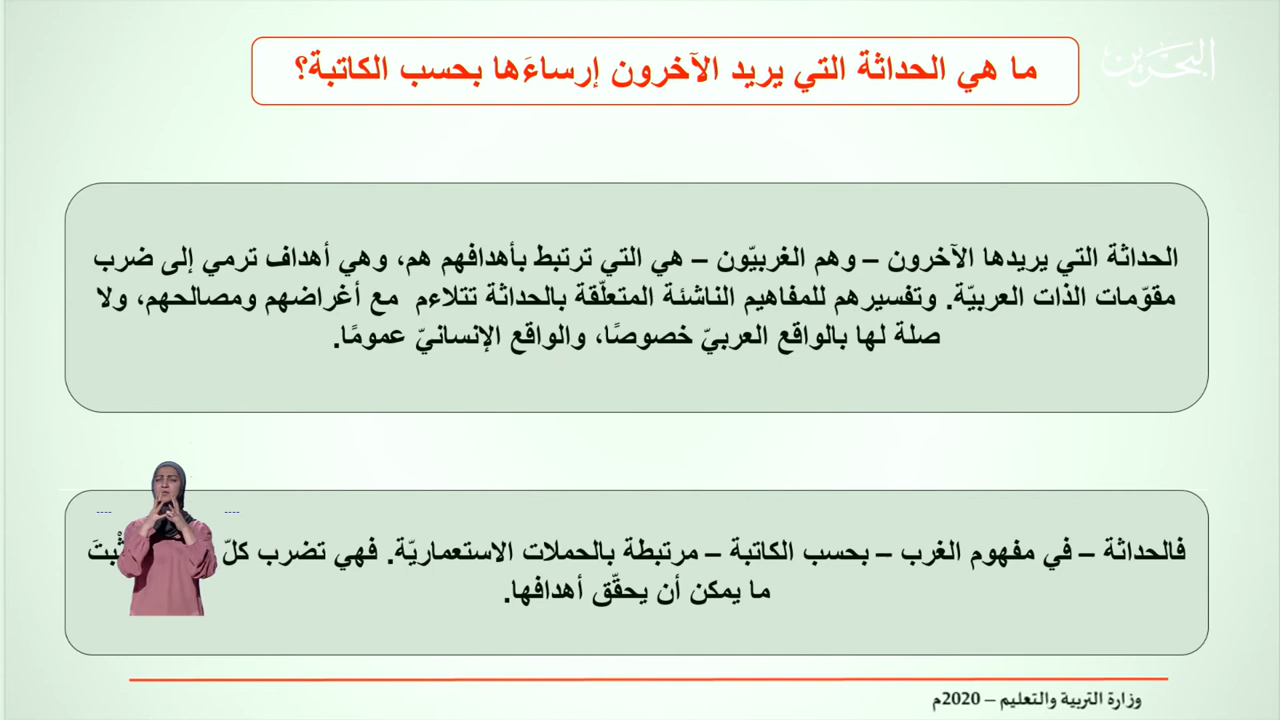 البحرين
ما هي الحداثة التي يريد الآخرون إرساءَها بحسب الكاتبة؟
الحداثة التي يريدها الآخرون – وهم الغربيّون – هي التي ترتبط بأهدافهم هم، وهي أهداف ترمي إلى ضرب
مقوّمات الذات العربيّة. وتفسيرهم للمفاهيم الناشئة المتعلّقة بالحداثة تتلاءم مع أغراضهم ومصالحهم، ولا
صلة لها بالواقع العربيّ خصوصًا، والواقع الإنسانيّ عمومًا.
فالحداثة – في مفهوم الغرب – بحسب الكاتبة – مرتبطة بالحملات الاستعماريّة. فهي تضرب كلّ
ما يمكن أن يحقّق أهدافها.
وزارة التربية والتعليم – 2020م